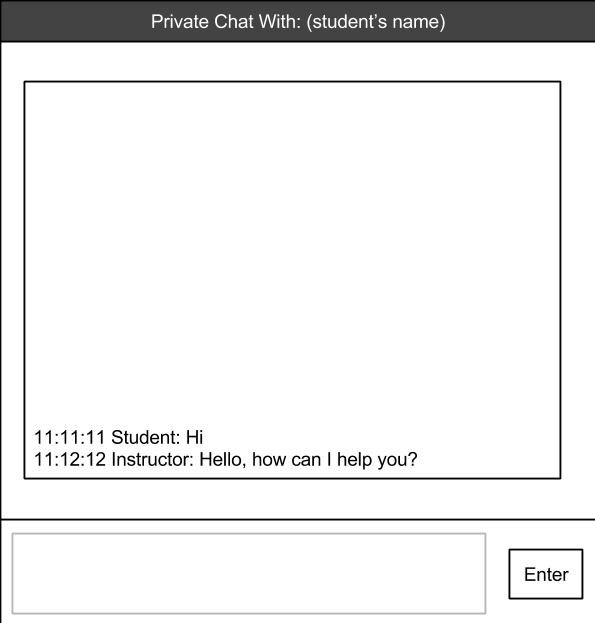 Private Chat With: (student’s name)
11:11:11 Student: Hi
11:12:12 Instructor: Hello, how can I help you?
Enter